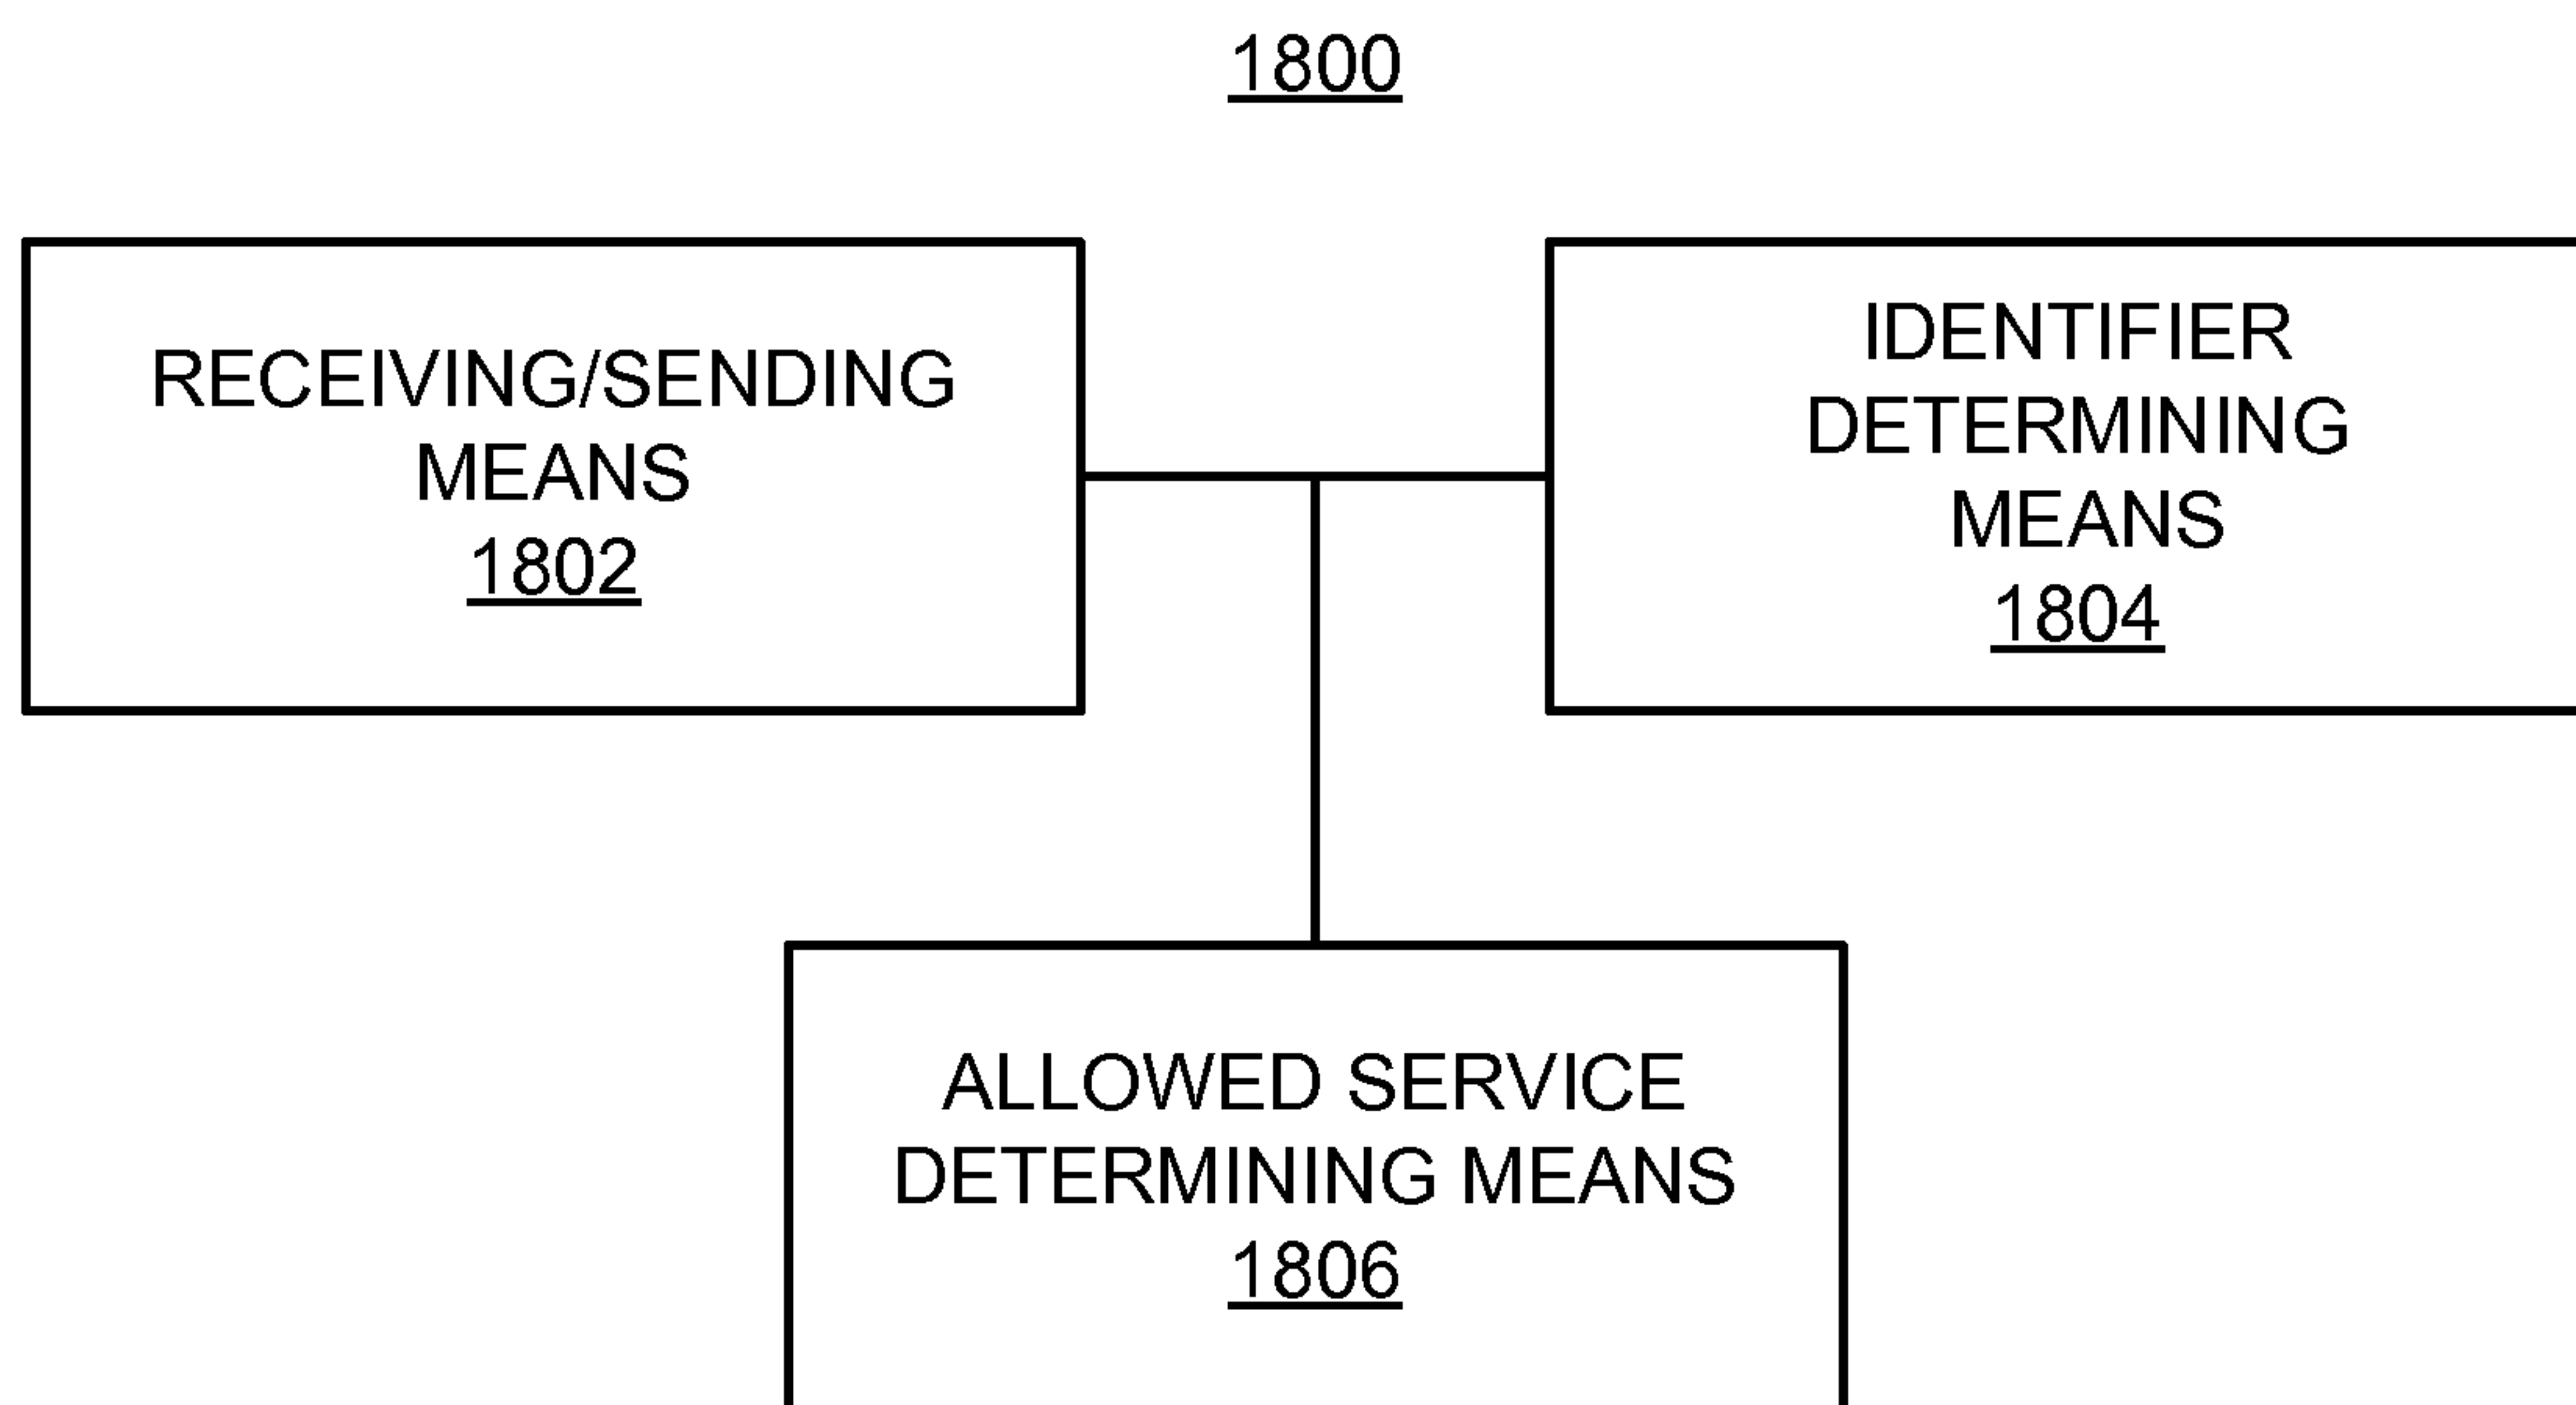 1800
RECEIVING/SENDING
MEANS
1802
IDENTIFIER
DETERMINING
MEANS
1804
ALLOWED SERVICE
DETERMINING MEANS
1806